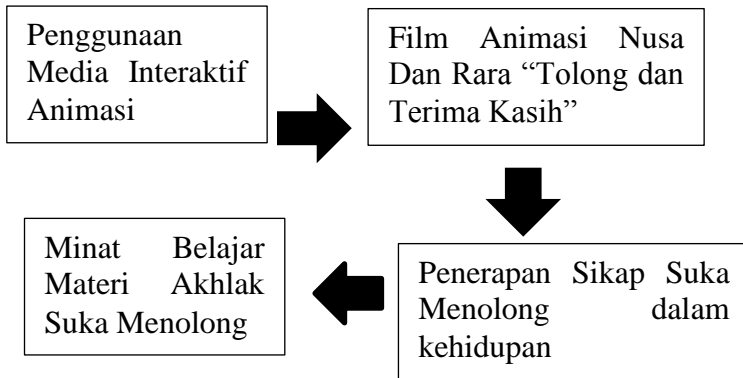 Penggunaan
Media Interaktif
Animasi
Film Animasi Nusa
Dan Rara “Tolong dan
Terima Kasih”
Penerapan Sikap Suka
Menolong dalam
kehidupan
Minat Belajar
Materi Akhlak
Suka Menolong